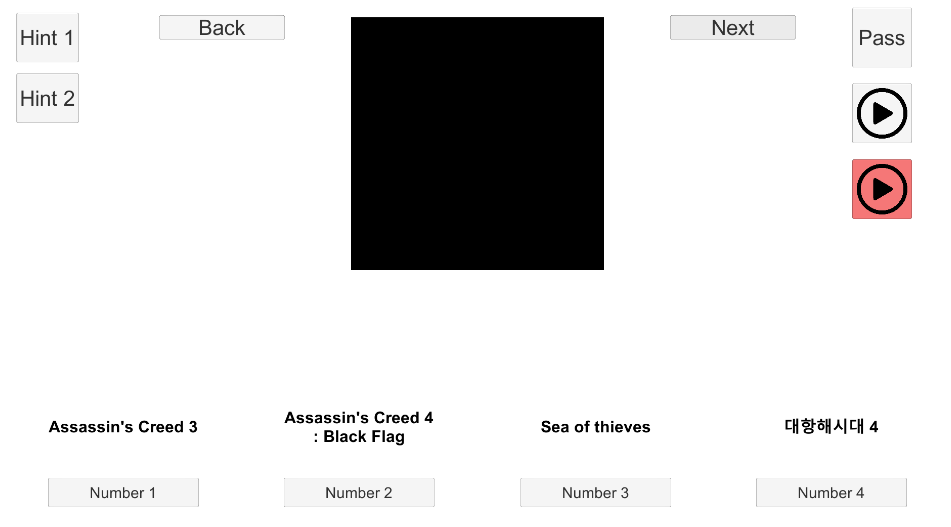 Hint 1
Back
Next
Pass
Hint 2
Assassin's Creed 3
Assassin's Creed 4
: Black Flag
Sea of thieves
대항해시대 4
Number 1
Number 2
Number 3
Number 4